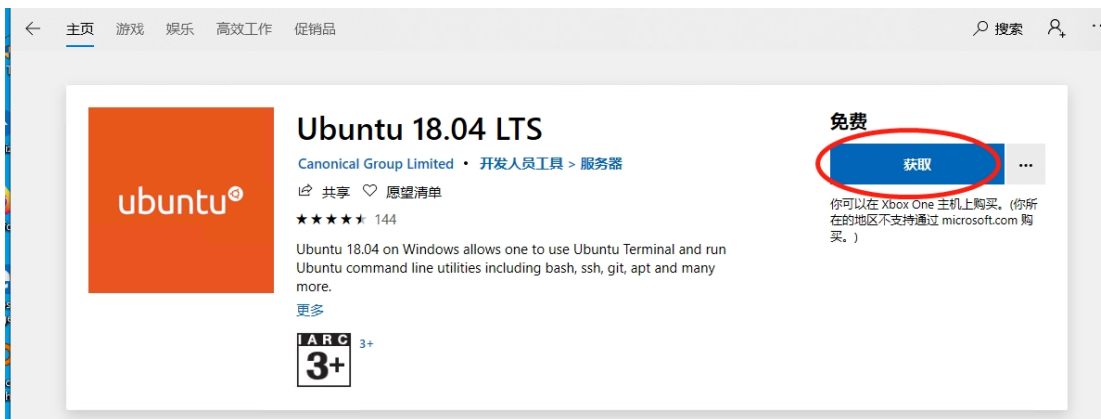 主页 游戏 娱乐 高效工作 促销品 搜索
ubuntu
Ubuntu 18.04 LTS
Canonical Group Limited • 开发人员工具 > 服务器
共享 愿望清单
144
Ubuntu 18.04 on Windows allows one to use Ubuntu Terminal and run
Ubuntu command line utilities including bash, ssh, git, apt and many
more.
更多
IARC
3+
3+
免费
获取
...
你可以在 Xbox One 主机上购买。(你所
在的地区不支持通过 microsoft.com 购
买。)